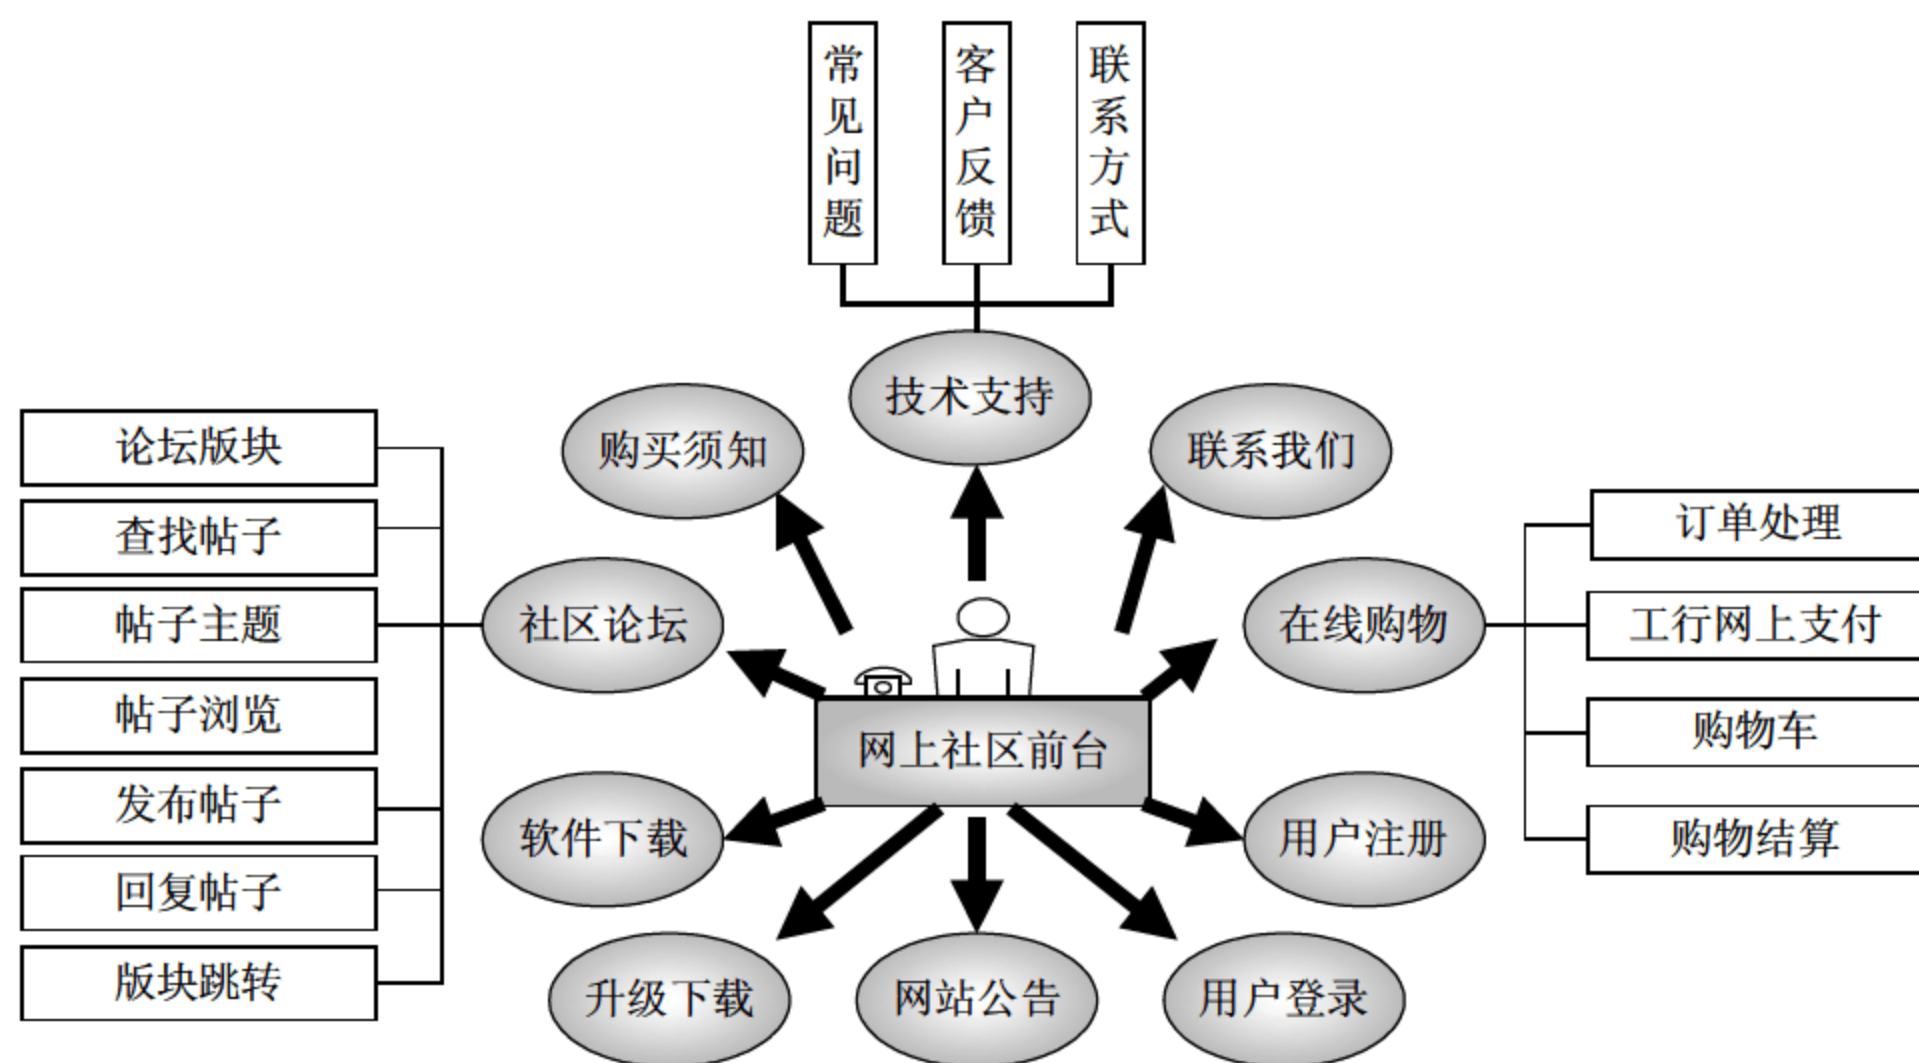 常见问题
客户反馈
联系方式
技术支持
购买须知
联系我们
论坛版块
查找帖子
帖子主题
帖子浏览
发布帖子
回复帖子
版块跳转
社区论坛
在线购物
订单处理
工行网上支付
购物车
购物结算
网上社区前台
软件下载
用户注册
升级下载
网站公告
用户登录